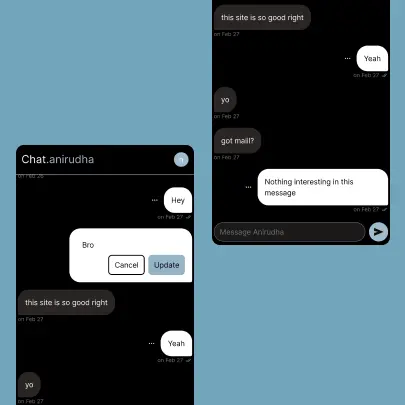 Chat.anirudha
on Feb 26
Hey
on Feb 27
Bro
Cancel
Update
this site is so good right
on Feb 27
Yeah
on Feb 27
yo
on Feb 27
this site is so good right
on Feb 27
Yeah
on Feb 27
yo
on Feb 27
got maill?
on Feb 27
Nothing interesting in this
message
on Feb 27
Message Anirudha